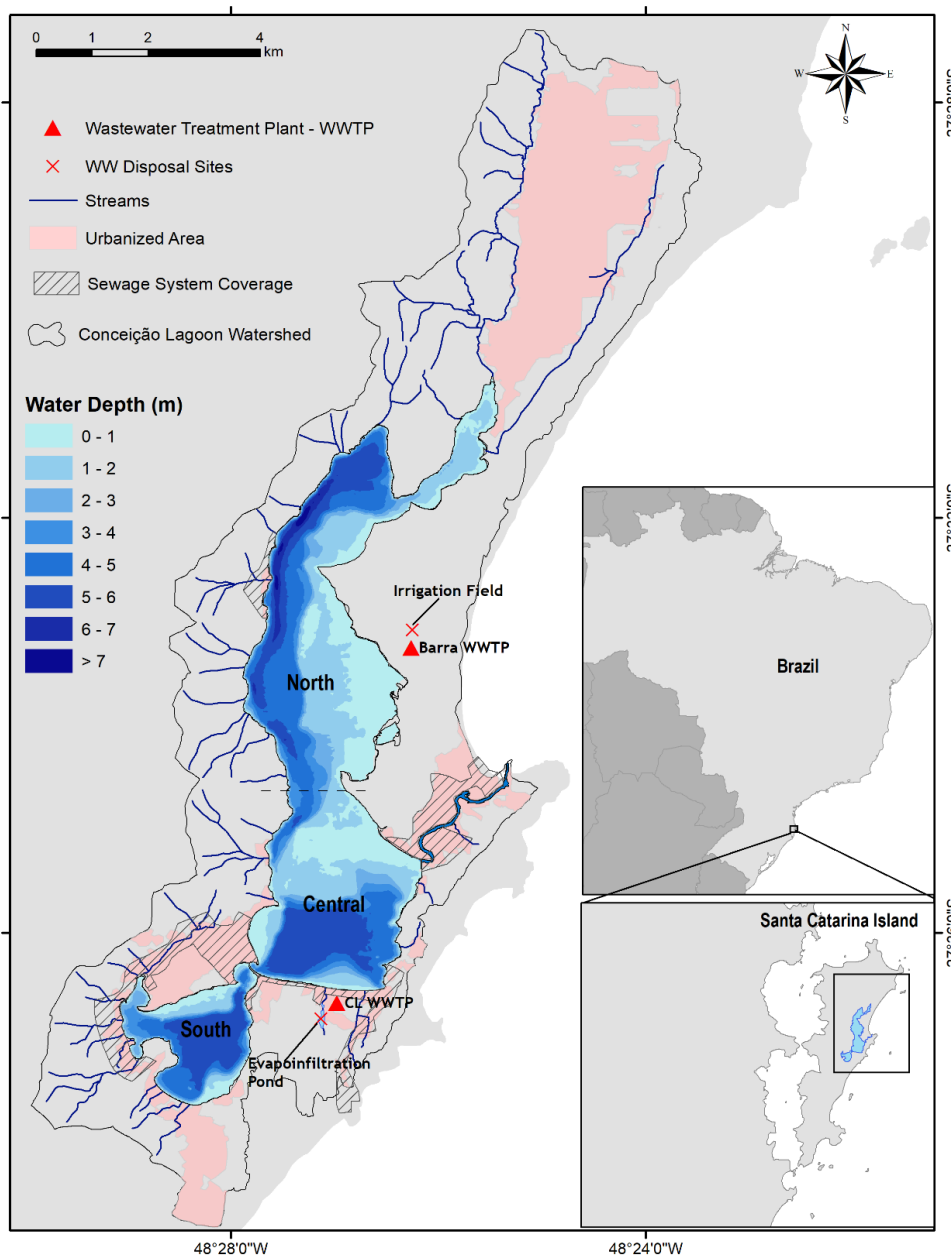 0 1 2 4
km
N
W E
S
Wastewater Treatment Plant - WWTP
WW Disposal Sites
Streams
Urbanized Area
Sewage System Coverage
Conceição Lagoon Watershed
Water Depth (m)
0 - 1
1 - 2
2 - 3
3 - 4
4 - 5
5 - 6
6 - 7
> 7
Irrigation Field
Barra WWTP
North
Central
CL WWTP
South
Evapoinfiltration
Pond
Brazil
Santa Catarina Island
48°28'0"W 48°24'0"W